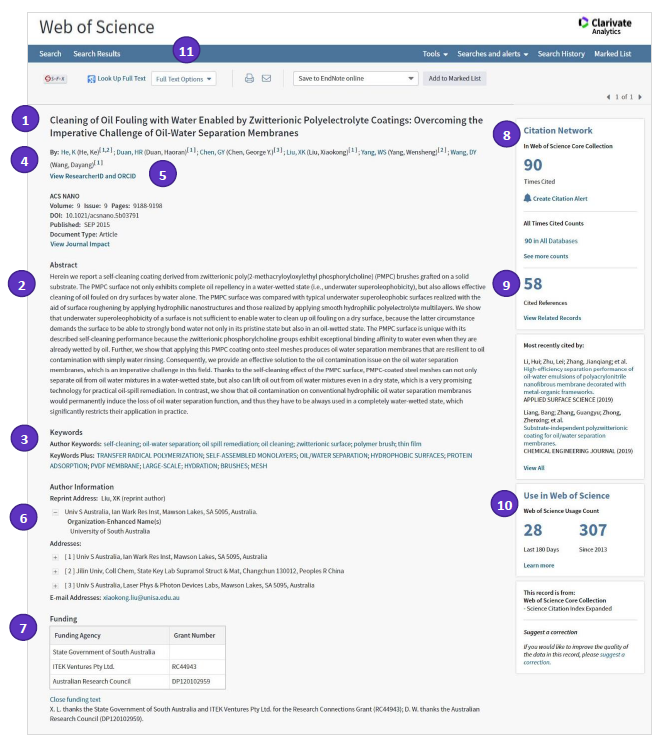 Web of Science
Clarivate
Analytics
Search Search Results 11 Tools Searches and alerts Search History Marked List
S·F·X Look Up Full Text Full Text Options Save to EndNote online Add to Marked List
1 of 1
1
Cleaning of Oil Fouling with Water Enabled by Zwitterionic Polyelectrolyte Coatings: Overcoming the
Imperative Challenge of Oil-Water Separation Membranes
4
By: He, K (He, Ke)[1,2] ; Duan, HR (Duan, Haoran)[1] ; Chen, GY (Chen, George Y.)[3] ; Liu, XK (Liu, Xiaokong)[1] ; Yang, WS (Yang, Wensheng)[2] ; Wang, DY
(Wang, Dayang)[1]
View ResearcherID and ORCID
5
ACS NANO
Volume: 9 Issue: 9 Pages: 9188-9198
DOI: 10.1021/acsnano.5b03791
Published: SEP 2015
Document Type: Article
View Journal Impact
Abstract
2
Herein we report a self-cleaning coating derived from zwitterionic poly(2-methacryloyloxylethyl phosphorylcholine) (PMPC) brushes grafted on a solid
substrate. The PMPC surface not only exhibits complete oil repellency in a water-wetted state (i.e., underwater superoleophobicity), but also allows effective
cleaning of oil fouled on dry surfaces by water alone. The PMPC surface was compared with typical underwater superoleophobic surfaces realized with the
aid of surface roughening by applying hydrophilic nanostructures and those realized by applying smooth hydrophilic polyelectrolyte multilayers. We show
that underwater superoleophobicity of a surface is not sufficient to enable water to clean up oil fouling on a dry surface, because the latter circumstance
demands the surface to be able to strongly bond water not only in its pristine state but also in an oil-wetted state. The PMPC surface is unique with its
described self-cleaning performance because the zwitterionic phosphorylcholine groups exhibit exceptional binding affinity to water even when they are
already wetted by oil. Further, we show that applying this PMPC coating onto steel meshes produces oil water separation membranes that are resilient to oil
contamination with simply water rinsing. Consequently, we provide an effective solution to the oil contamination issue on the oil water separation
membranes, which is an imperative challenge in this field. Thanks to the self-cleaning effect of the PMPC surface, PMPC-coated steel meshes can not only
separate oil from oil water mixtures in a water-wetted state, but also can lift oil out from oil water mixtures even in a dry state, which is a very promising
technology for practical oil-spill remediation. In contrast, we show that oil contamination on conventional hydrophilic oil water separation membranes
would permanently induce the loss of oil water separation function, and thus they have to be always used in a completely water-wetted state, which
significantly restricts their application in practice.
Keywords
3
Author Keywords: self-cleaning; oil-water separation; oil spill remediation; oil cleaning; zwitterionic surface; polymer brush; thin film
KeyWords Plus: TRANSFER RADICAL POLYMERIZATION; SELF-ASSEMBLED MONOLAYERS; OIL/WATER SEPARATION; HYDROPHOBIC SURFACES; PROTEIN
ADSORPTION; PVDF MEMBRANE; LARGE-SCALE; HYDRATION; BRUSHES; MESH
Author Information
Reprint Address: Liu, XK (reprint author)
6
Univ S Australia, Ian Wark Res Inst, Mawson Lakes, SA 5095, Australia.
Organization-Enhanced Name(s)
University of South Australia
Addresses:
[ 1 ] Univ S Australia, Ian Wark Res Inst, Mawson Lakes, SA 5095, Australia
[ 2 ] Jilin Univ, Coll Chem, State Key Lab Supramol Struct & Mat, Changchun 130012, Peoples R China
[ 3 ] Univ S Australia, Laser Phys & Photon Devices Labs, Mawson Lakes, SA 5095, Australia
E-mail Addresses: xiaokong.liu@unisa.edu.au
7
Funding
Funding Agency Grant Number
State Government of South Australia
ITEK Ventures Pty Ltd. RC44943
Australian Research Council DP120102959
Close funding text
X. L. thanks the State Government of South Australia and ITEK Ventures Pty Ltd. for the Research Connections Grant (RC44943); D. W. thanks the Australian
Research Council (DP120102959).
8
Citation Network
In Web of Science Core Collection
90
Times Cited
Create Citation Alert
All Times Cited Counts
90 in All Databases
See more counts
9
58
Cited References
View Related Records
Most recently cited by:
Li, Hui; Zhu, Lei; Zhang, Jianqiang; et al.
High-efficiency separation performance of
oil-water emulsions of polyacrylonitrile
nanofibrous membrane decorated with
metal-organic frameworks.
APPLIED SURFACE SCIENCE (2019)
Liang, Bang; Zhang, Guangyu; Zhong,
Zhenxing; et al.
Substrate-independent polyzwitterionic
coating for oil/water separation
membranes.
CHEMICAL ENGINEERING JOURNAL (2019)
View All
10
Use in Web of Science
Web of Science Usage Count
28 307
Last 180 Days Since 2013
Learn more
This record is from:
Web of Science Core Collection
- Science Citation Index Expanded
Suggest a correction
If you would like to improve the quality of
the data in this record, please suggest a
correction.